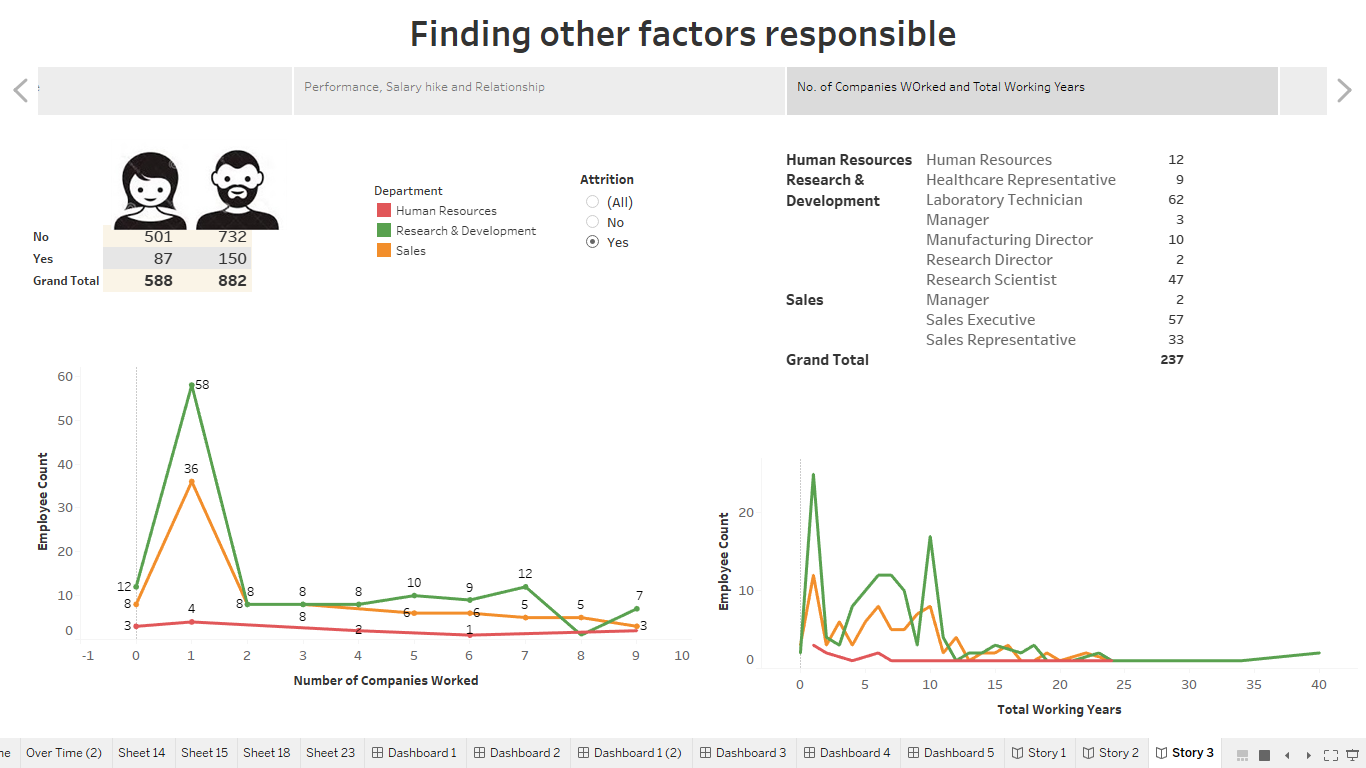 Finding other factors responsible
Performance, Salary hike and Relationship
No. of Companies WOrked and Total Working Years
No 501 732
Yes 87 150
Grand Total 588 882
Department
Human Resources
Research & Development
Sales
Attrition
(All)
No
Yes
Human Resources Human Resources 12
Research & Healthcare Representative 9
Development Laboratory Technician 62
Manager 3
Manufacturing Director 10
Research Director 2
Research Scientist 47
Sales Manager 2
Sales Executive 57
Sales Representative 33
Grand Total 237
Employee Count
60
50
40
30
20
10
0
58
36
12
8
3
4
8
8
8
8
8
2
10
6
9
6
1
12
5
5
7
3
-1 0 1 2 3 4 5 6 7 8 9 10
Number of Companies Worked
Employee Count
20
10
0
0 5 10 15 20 25 30 35 40
Total Working Years
me Over Time (2) Sheet 14 Sheet 15 Sheet 18 Sheet 23 Dashboard 1 Dashboard 2 Dashboard 1 (2) Dashboard 3 Dashboard 4 Dashboard 5 Story 1 Story 2 Story 3